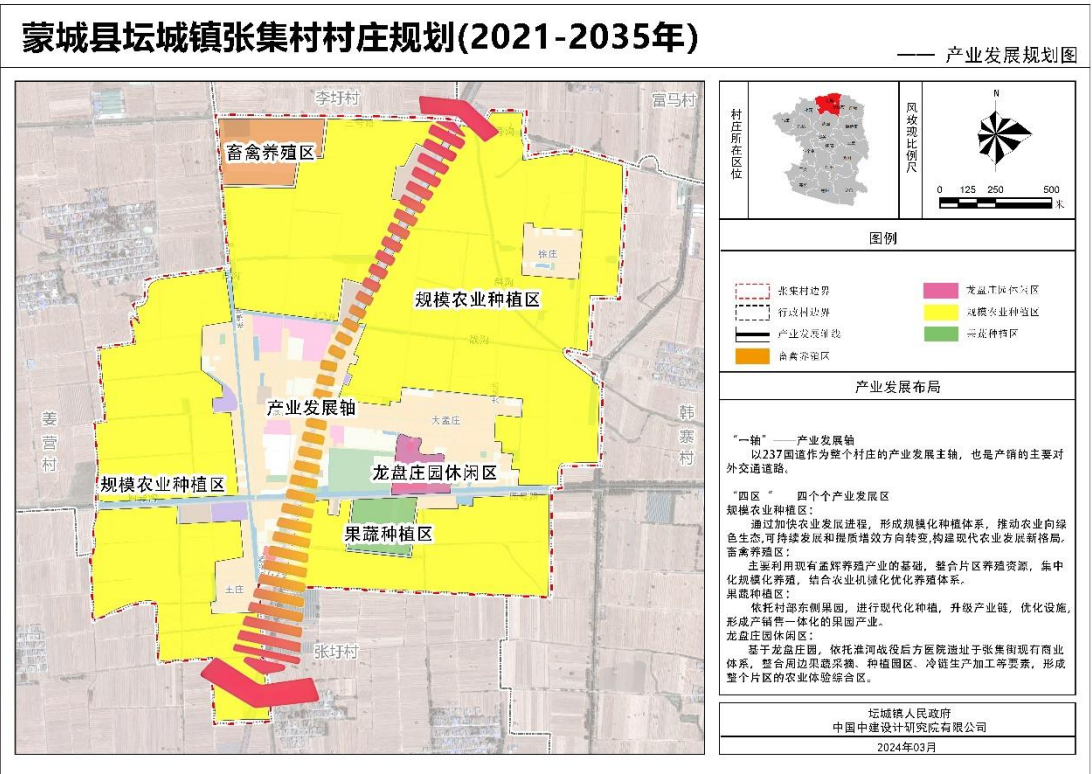 蒙城县坛城镇张集村村庄规划(2021-2035年)
—— 产业发展规划图
李圩村
富马村
畜禽养殖区
徐庄
规模农业种植区
产业发展轴
大孟庄
姜营村
韩寨村
龙盘庄园休闲区
规模农业种植区
果蔬种植区
王庄
张圩村
村庄所在区位
风玫瑰比例尺
N
0 125 250 500
米
图例
张集村边界
行政村边界
产业发展轴线
畜禽养殖区
龙盘庄园休闲区
规模农业种植区
果蔬种植区
产业发展布局
“一轴”——产业发展轴
以237国道作为整个村庄的产业发展主轴，也是产销的主要对
外交通道路。
“四区 ” 四个个产业发展区
规模农业种植区：
通过加快农业发展进程，形成规模化种植体系，推动农业向绿
色生态,可持续发展和提质增效方向转变,构建现代农业发展新格局。
畜禽养殖区：
主要利用现有孟辉养殖产业的基础，整合片区养殖资源，集中
化规模化养殖，结合农业机械化优化养殖体系。
果蔬种植区：
依托村部东侧果园，进行现代化种植，升级产业链，优化设施，
形成产销售一体化的果园产业。
龙盘庄园休闲区：
基于龙盘庄园，依托淮河战役后方医院遗址于张集街现有商业
体系，整合周边果蔬采摘、种植园区、冷链生产加工等要素，形成
整个片区的农业体验综合区。
坛城镇人民政府
中国中建设计研究院有限公司
2024年03月